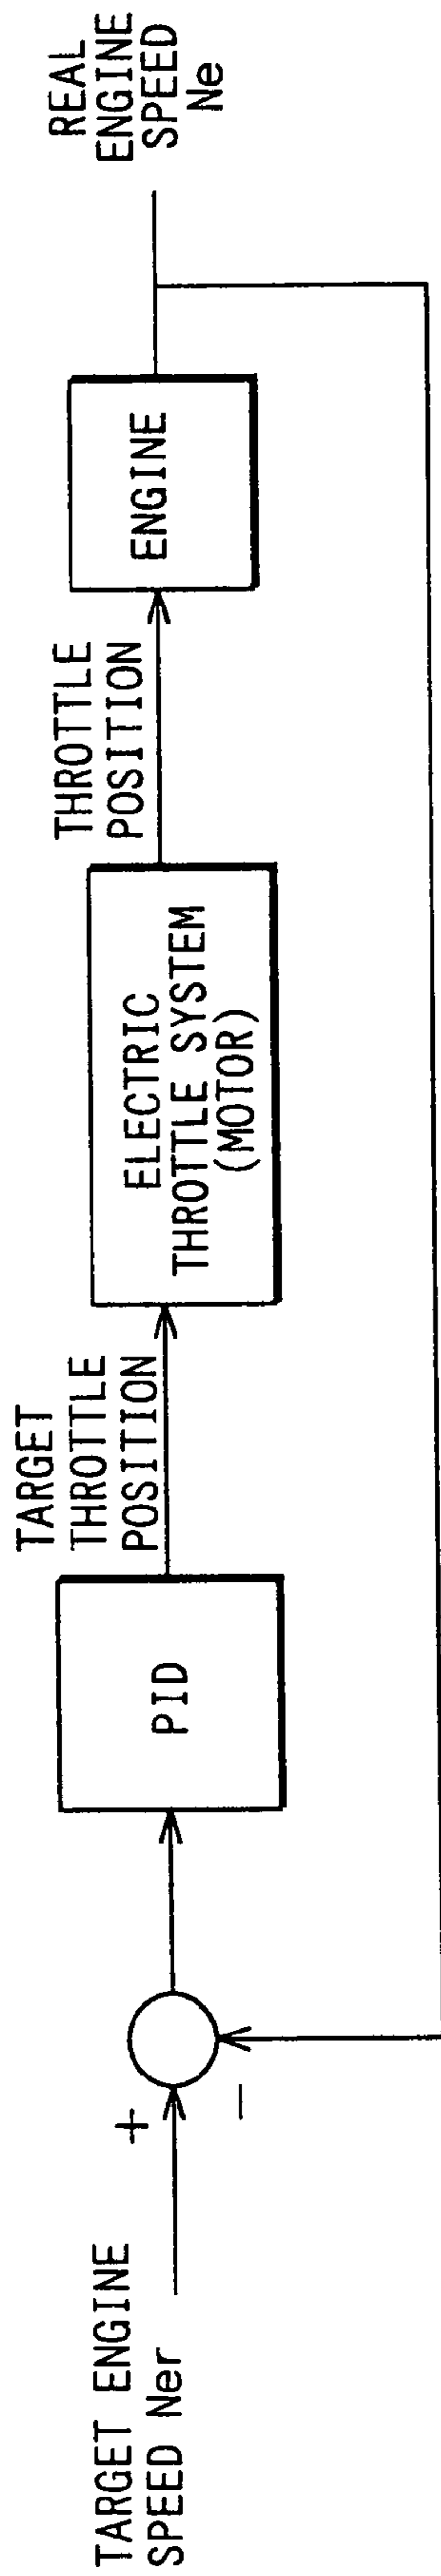 TARGET ENGINE
SPEED Ner
+
−
PID
TARGET
THROTTLE
POSITION
ELECTRIC
THROTTLE SYSTEM
(MOTOR)
THROTTLE
POSITION
ENGINE
REAL
ENGINE
SPEED
Ne